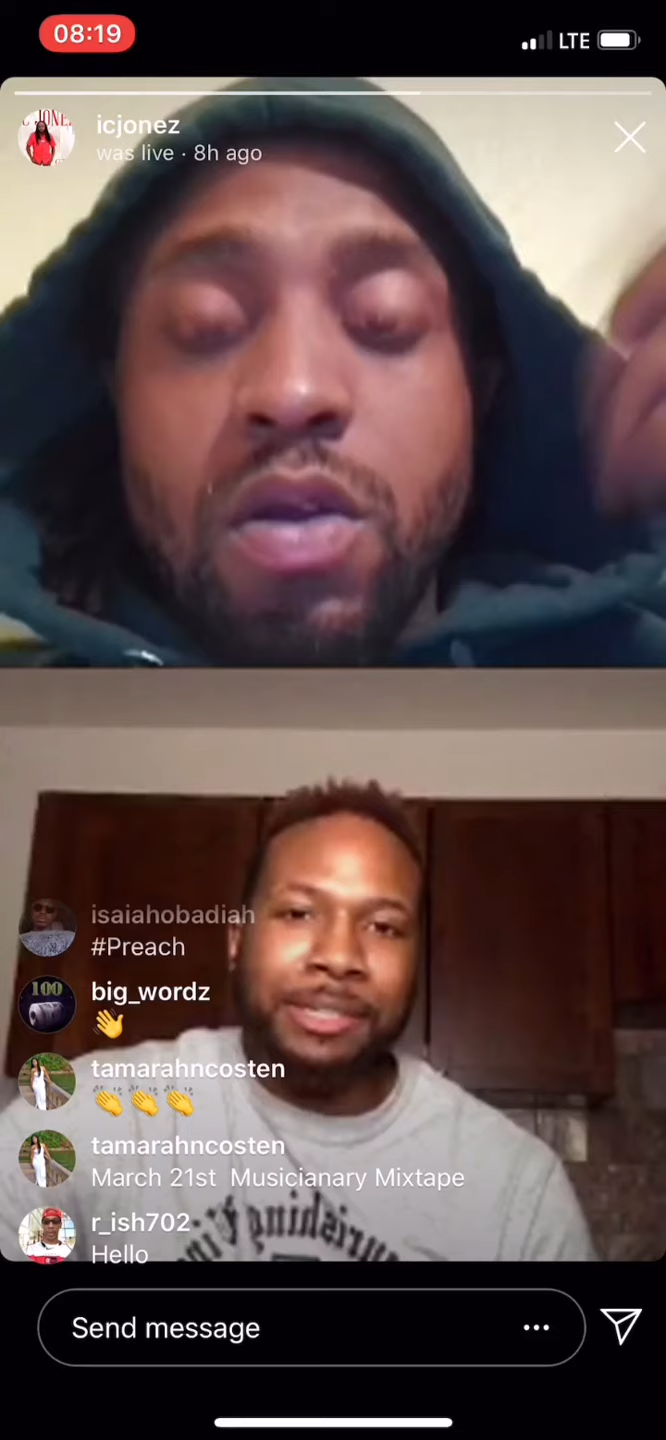 08:19
LTE
icjonez
was live · 8h ago
isaiahobadiah
#Preach
big_wordz
100
👋
tamarahncosten
👏👏👏
tamarahncosten
March 21st Musicianary Mixtape
r_ish702
Hello
Send message